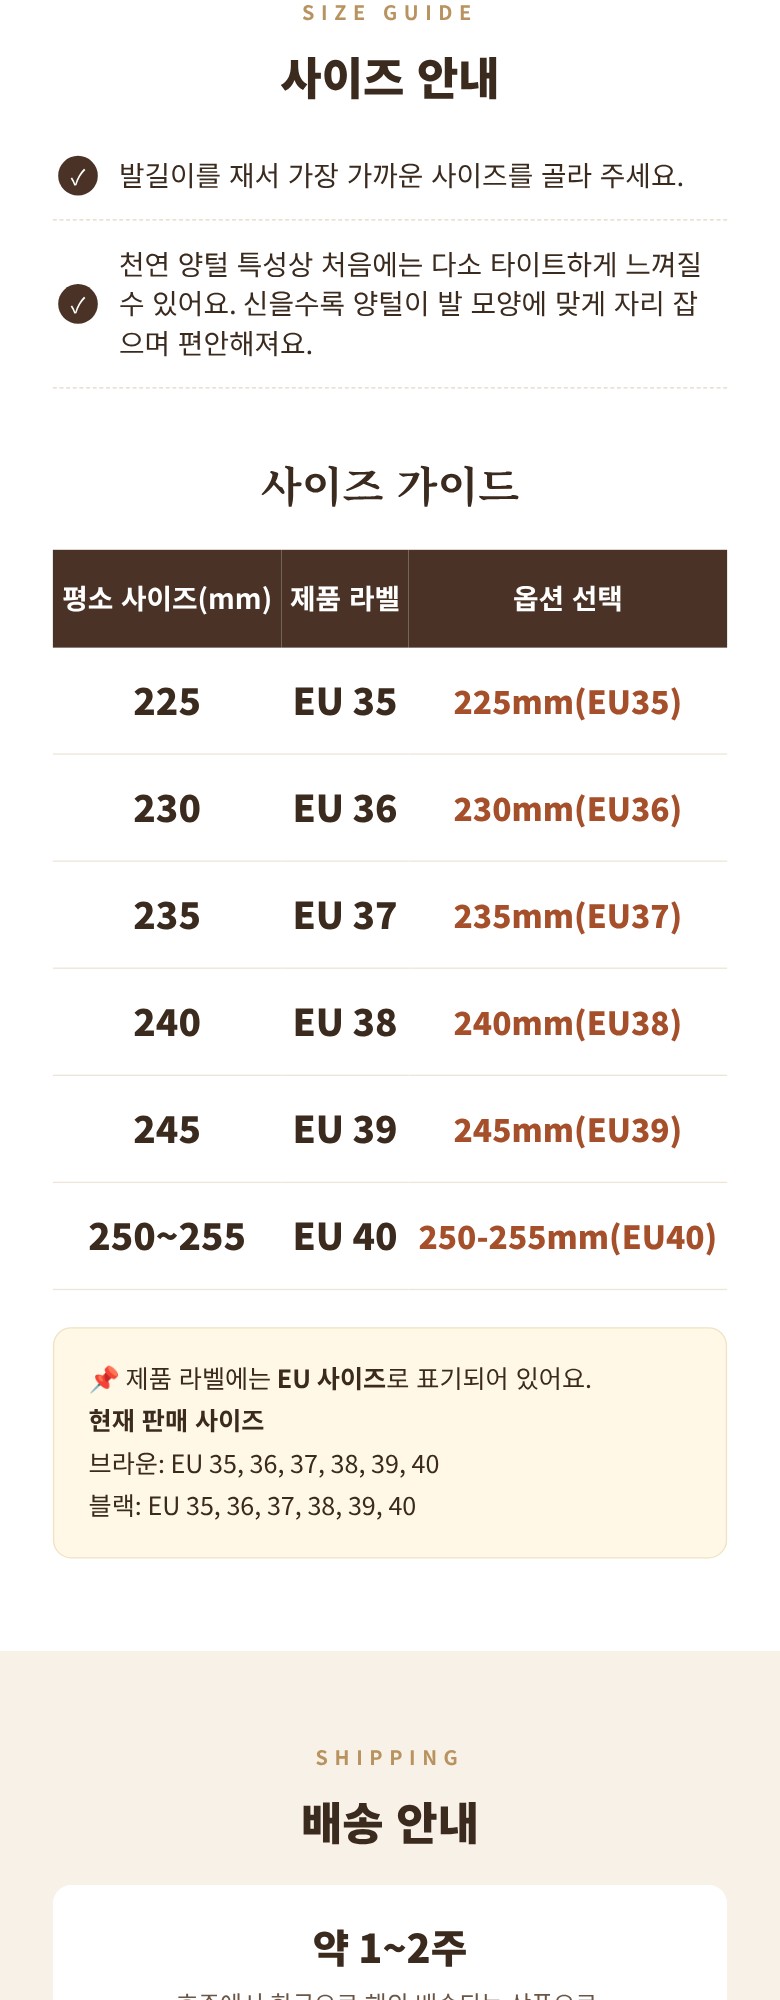 SIZE GUIDE
사이즈 안내
✓ 발길이를 재서 가장 가까운 사이즈를 골라 주세요.
✓ 천연 양털 특성상 처음에는 다소 타이트하게 느껴질
수 있어요. 신을수록 양털이 발 모양에 맞게 자리 잡
으며 편안해져요.
사이즈 가이드
평소 사이즈(mm) 제품 라벨 옵션 선택
225 EU 35 225mm(EU35)
230 EU 36 230mm(EU36)
235 EU 37 235mm(EU37)
240 EU 38 240mm(EU38)
245 EU 39 245mm(EU39)
250~255 EU 40 250-255mm(EU40)
📌 제품 라벨에는 EU 사이즈로 표기되어 있어요.
현재 판매 사이즈
브라운: EU 35, 36, 37, 38, 39, 40
블랙: EU 35, 36, 37, 38, 39, 40
SHIPPING
배송 안내
약 1~2주